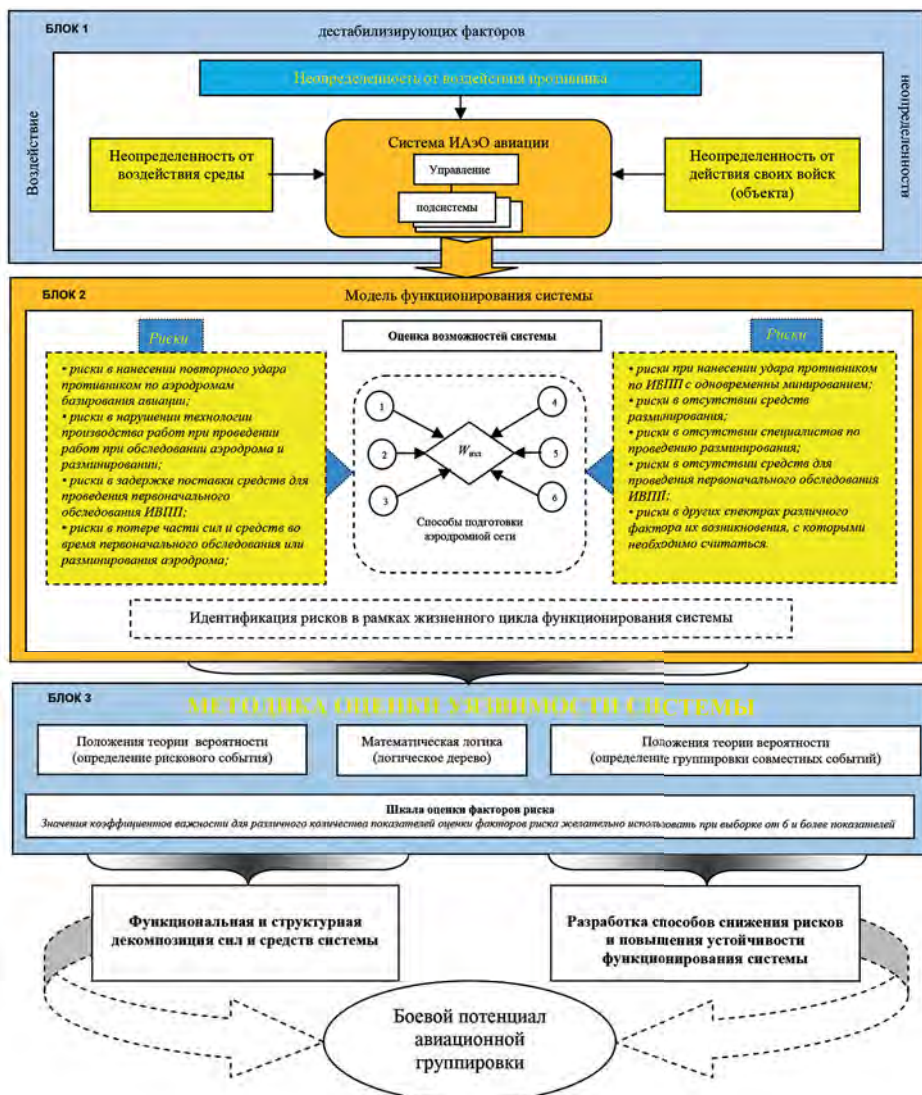 БЛОК 1
дестабилизирующих факторов
Воздействие
неопределенности
Неопределенность от воздействия противника
Неопределенность от
воздействия среды
Система ИАэО авиации
Управление
подсистемы
Неопределенность от
действия своих войск
(объекта)
БЛОК 2
Модель функционирования системы
Риски
• риски в нанесении повторного удара
противником по аэродромам
базирования авиации;
• риски в нарушении технологии
производства работ при проведении
работ при обследовании аэродрома и
разминировании;
• риски в задержке поставки средств для
проведения первоначального
обследования ИВПП;
• риски в потере части сил и средств во
время первоначального обследования или
разминирования аэродрома;
Оценка возможностей системы
1
2
3
4
5
6
Способы подготовки
аэродромной сети
Риски
• риски при нанесении удара противником
по ИВПП с одновременны минированием;
• риски в отсутствии средств
разминирования;
• риски в отсутствии специалистов по
проведению разминирования;
• риски в отсутствии средств для
проведения первоначального обследования
ИВПП;
• риски в других спектрах различного
фактора их возникновения, с которыми
необходимо считаться.
Идентификация рисков в рамках жизненного цикла функционирования системы
БЛОК 3
МЕТОДИКА ОЦЕНКИ УЯЗВИМОСТИ СИСТЕМЫ
Положения теории вероятности
(определение рискового события)
Математическая логика
(логическое дерево)
Положения теории вероятности
(определение группировки совместных событий)
Шкала оценки факторов риска
Значения коэффициентов важности для различного количества показателей оценки факторов риска желательно использовать при выборке от 6 и более показателей
Функциональная и структурная
декомпозиция сил и средств системы
Разработка способов снижения рисков
и повышения устойчивости
функционирования системы
Боевой потенциал
авиационной
группировки